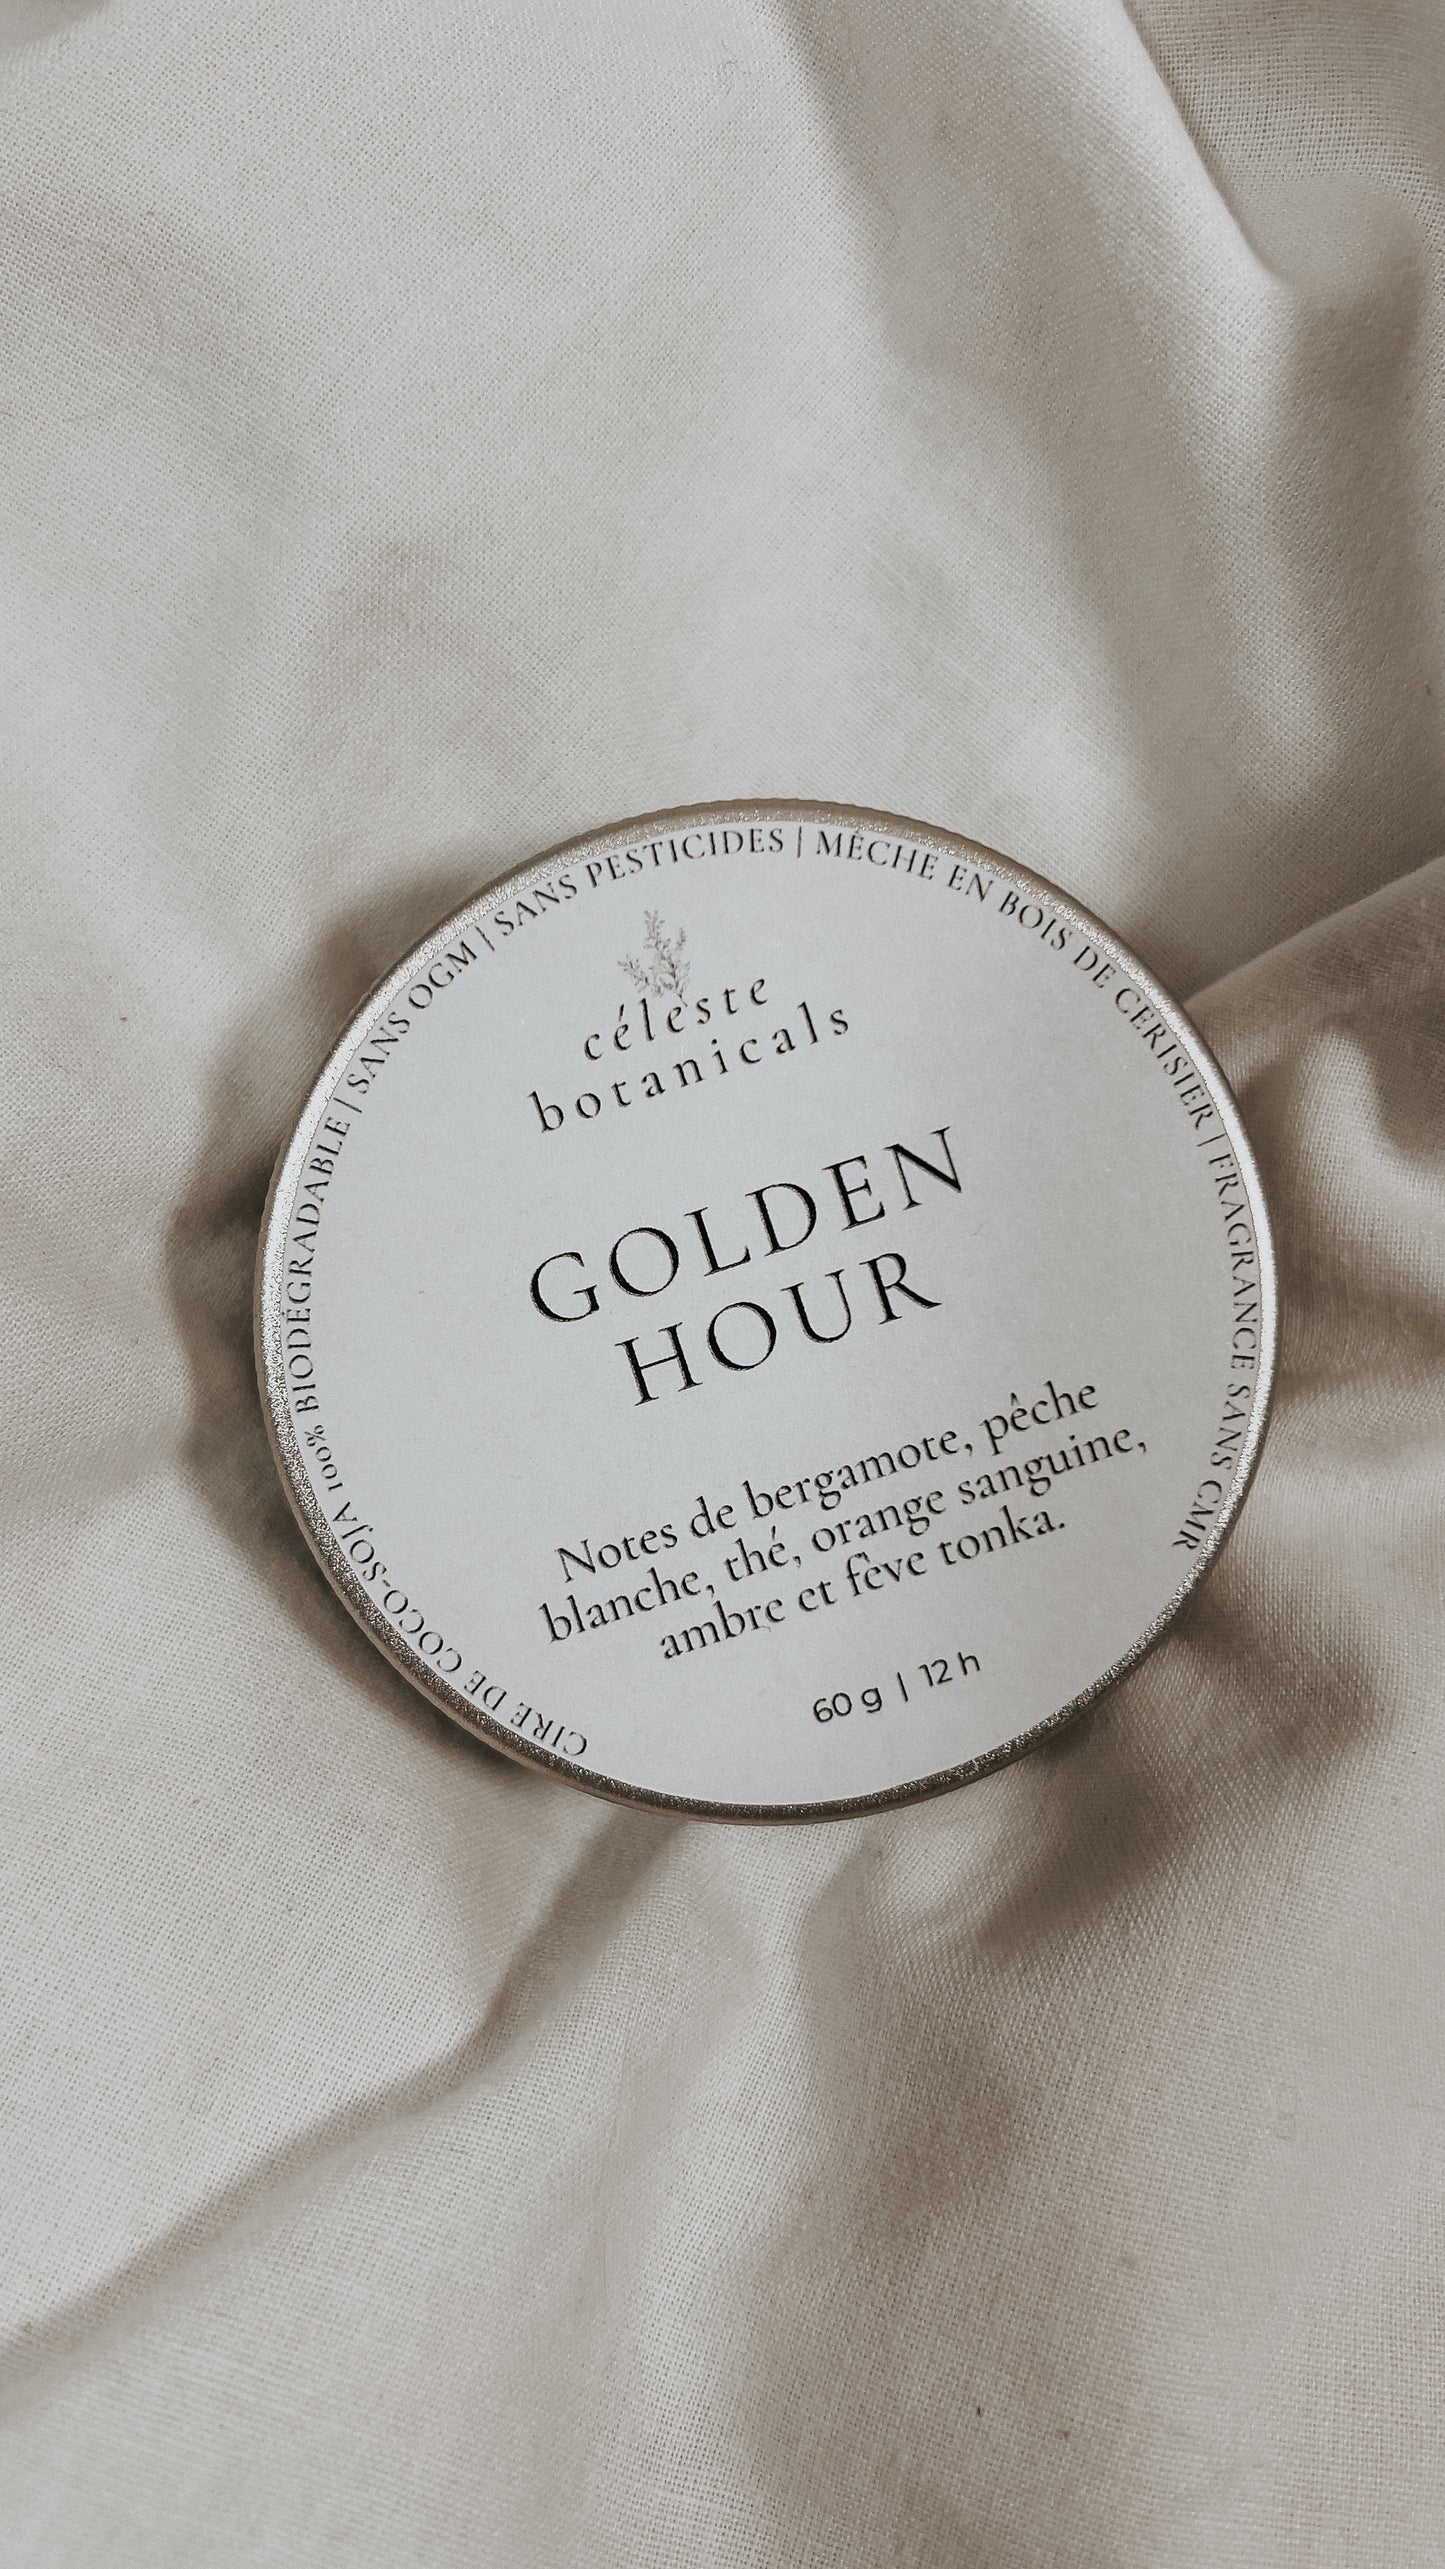 céleste
botanicals
GOLDEN
HOUR
Notes de bergamote, pêche
blanche, thé, orange sanguine,
ambre et fève tonka.
60 g | 12 h
CIRE DE COCO-SOJA 100% BIODÉGRADABLE | SANS OGM | SANS PESTICIDES | MÈCHE EN BOIS DE CERISIER | FRAGRANCE SANS CMR